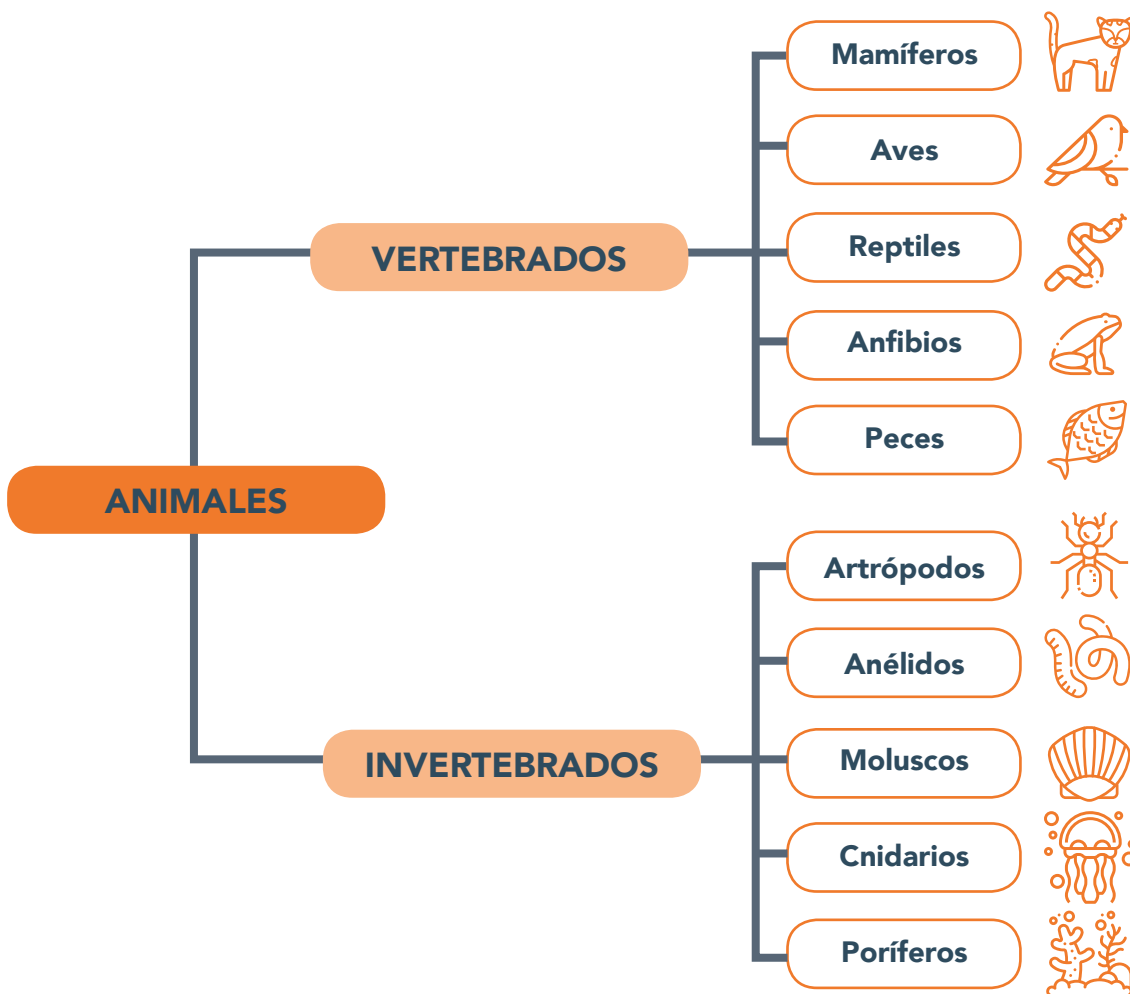 Mamíferos
Aves
Reptiles
Anfibios
Peces
VERTEBRADOS
ANIMALES
Artrópodos
Anélidos
Moluscos
Cnidarios
Poríferos
INVERTEBRADOS